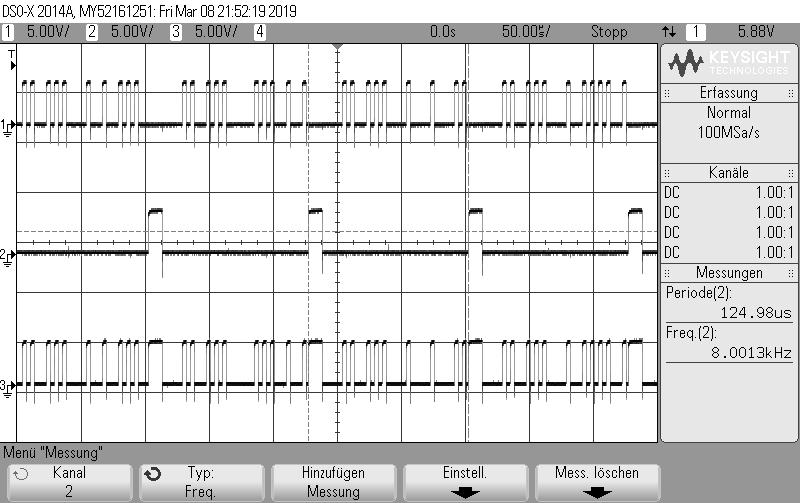 DSO-X 2014A, MY52161251: Fri Mar 08 21:52:19 2019
1 5.00V/ 2 5.00V/ 3 5.00V/ 4 0.0s 50.00s/ Stopp 1 5.88V
T
KEYSIGHT
TECHNOLOGIES
Erfassung
Normal
100MSa/s
Kanäle
DC 1.00:1
DC 1.00:1
DC 1.00:1
DC 1.00:1
Messungen
Periode(2):
124.98us
Freq.(2):
8.0013kHz
1
2
3
Menü "Messung"
Kanal
2
Typ:
Freq.
Hinzufügen
Messung
Einstell.
Mess. löschen